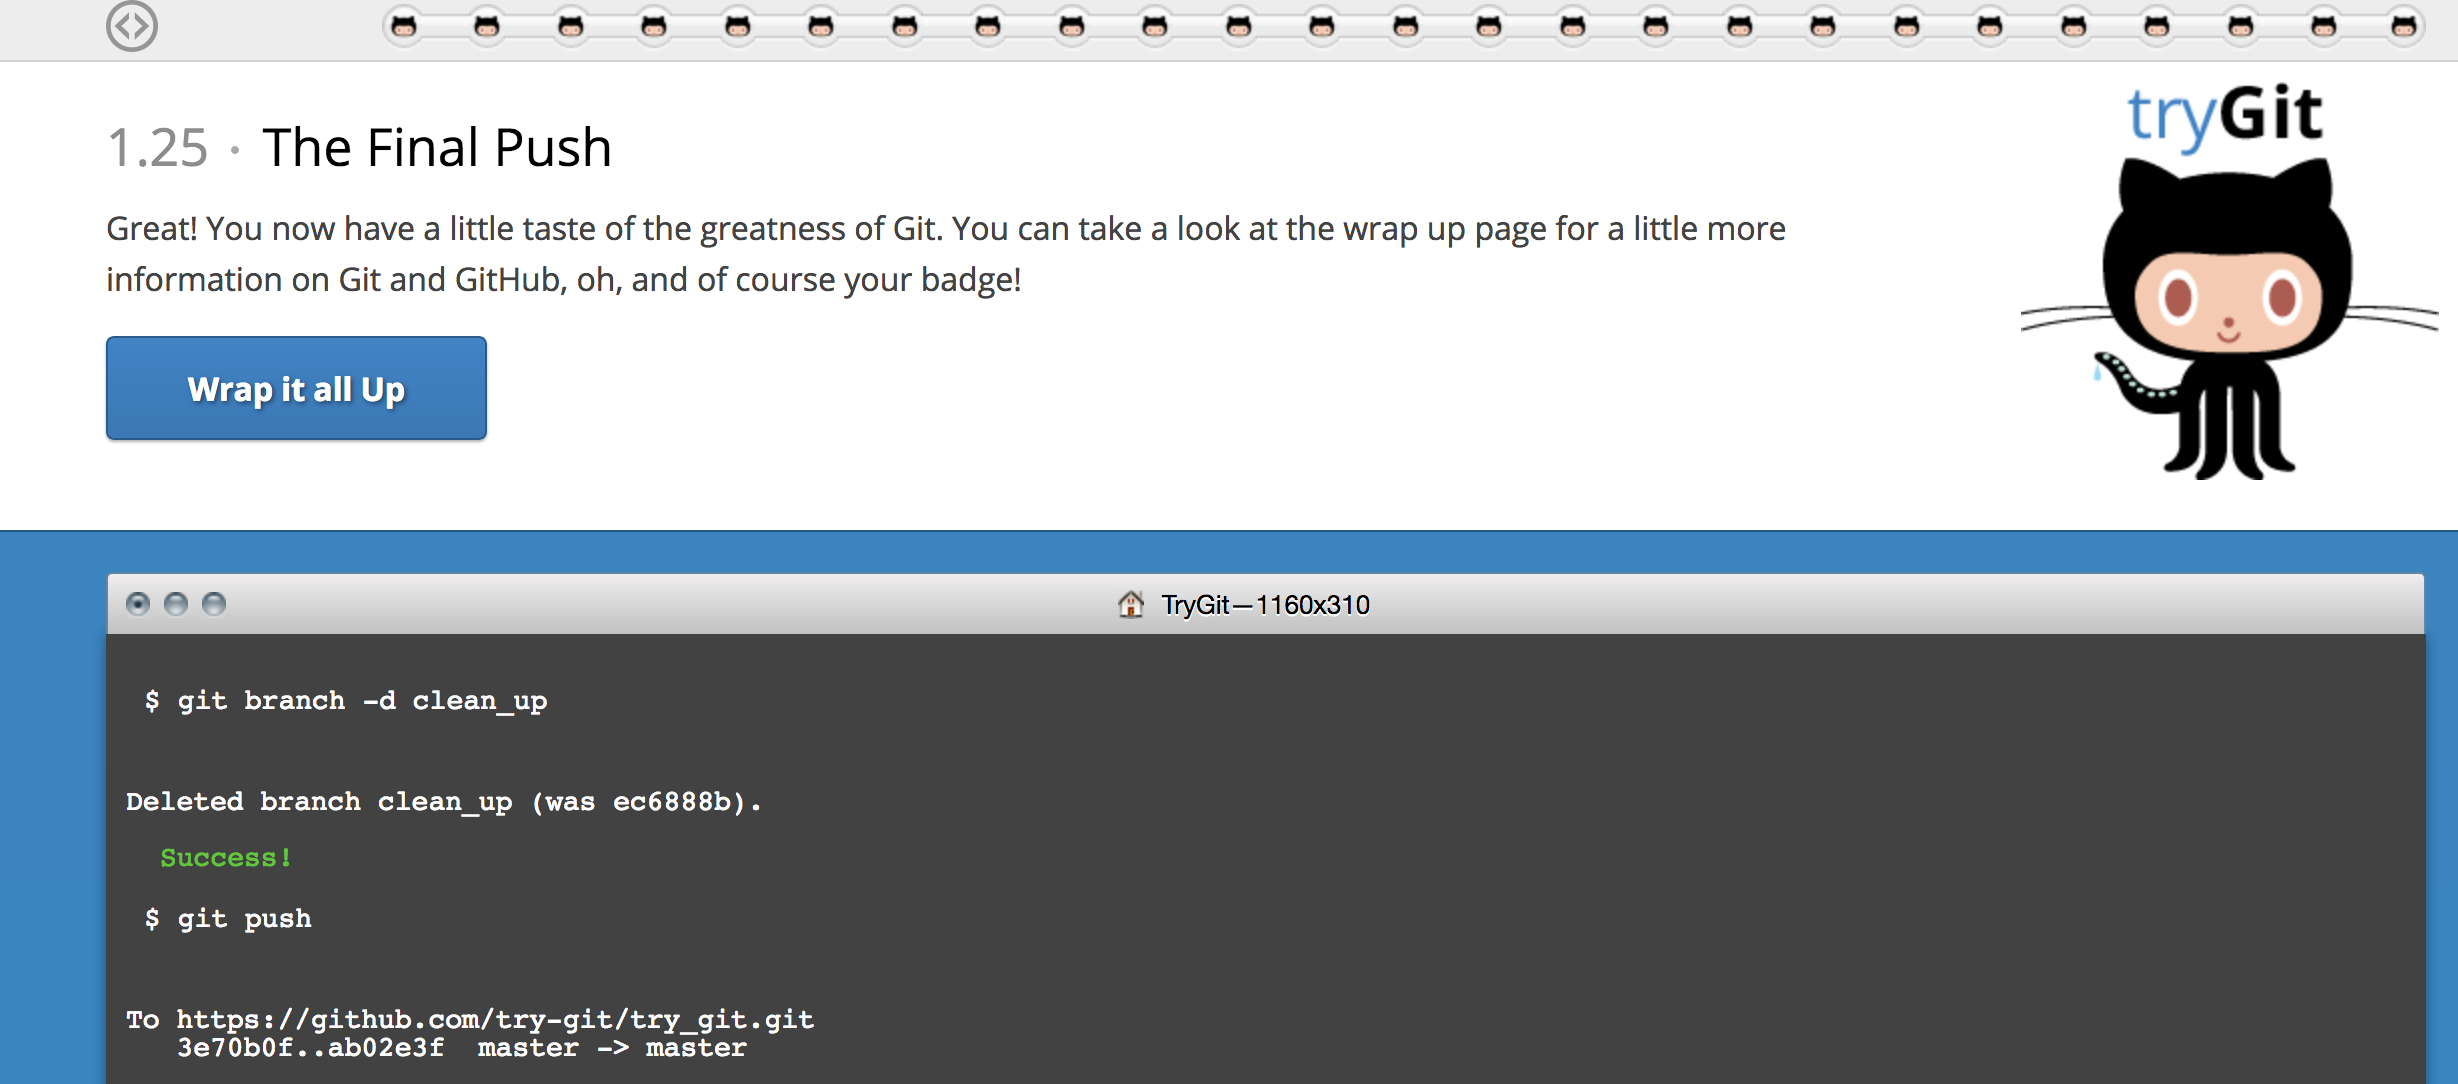 tryGit
1.25 · The Final Push
Great! You now have a little taste of the greatness of Git. You can take a look at the wrap up page for a little more
information on Git and GitHub, oh, and of course your badge!
Wrap it all Up
TryGit—1160x310
$ git branch -d clean_up
Deleted branch clean_up (was ec6888b).
Success!
$ git push
To https://github.com/try-git/try_git.git
3e70b0f..ab02e3f  master -> master